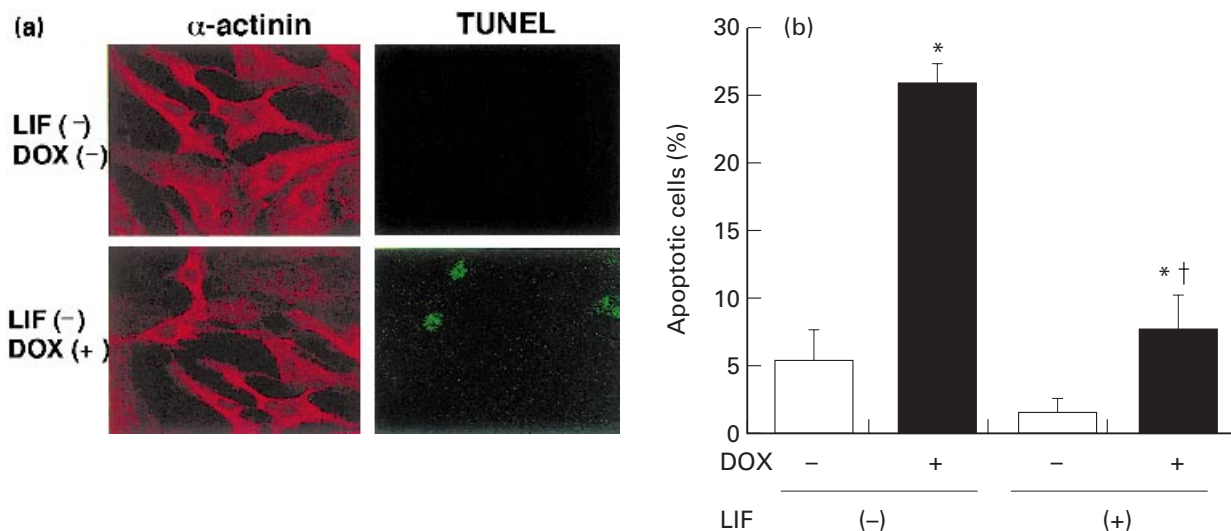 (a)
α-actinin
TUNEL
LIF (−)
DOX (−)
LIF (−)
DOX (+)
(b)
Apoptotic cells (%)
30
25
20
15
10
5
0
*
* †
DOX − + − +
LIF (−) (+)